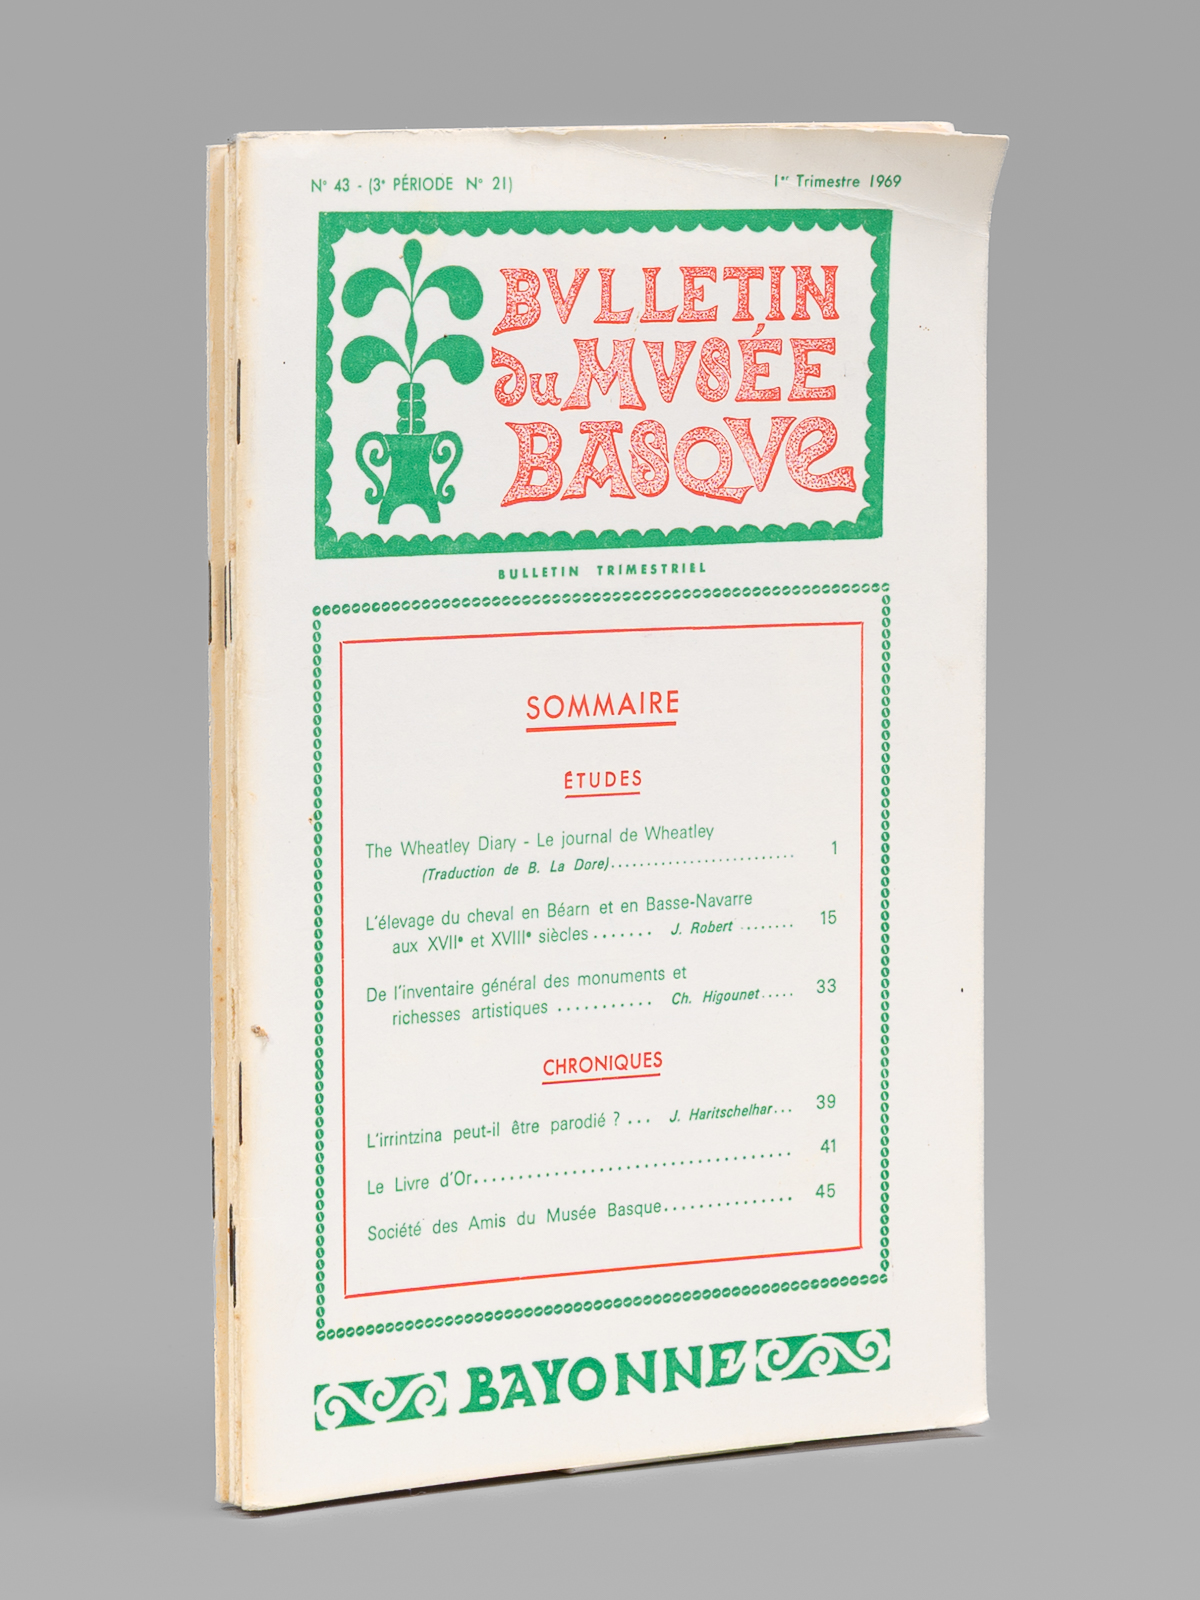 N° 43 - (3e PÉRIODE N° 21)
1er Trimestre 1969
BVLLETIN
du MVSÉE
BASQVe
BULLETIN TRIMESTRIEL
SOMMAIRE
ÉTUDES
The Wheatley Diary - Le journal de Wheatley
(Traduction de B. La Dore).......................... 1
L'élevage du cheval en Béarn et en Basse-Navarre
aux XVIIe et XVIIIe siècles ....... J. Robert ........ 15
De l'inventaire général des monuments et
richesses artistiques ........... Ch. Higounet ..... 33
CHRONIQUES
L'irrintzina peut-il être parodié ? ... J. Haritschelhar... 39
Le Livre d'Or..................................... 41
Société des Amis du Musée Basque............... 45
BAYONNE